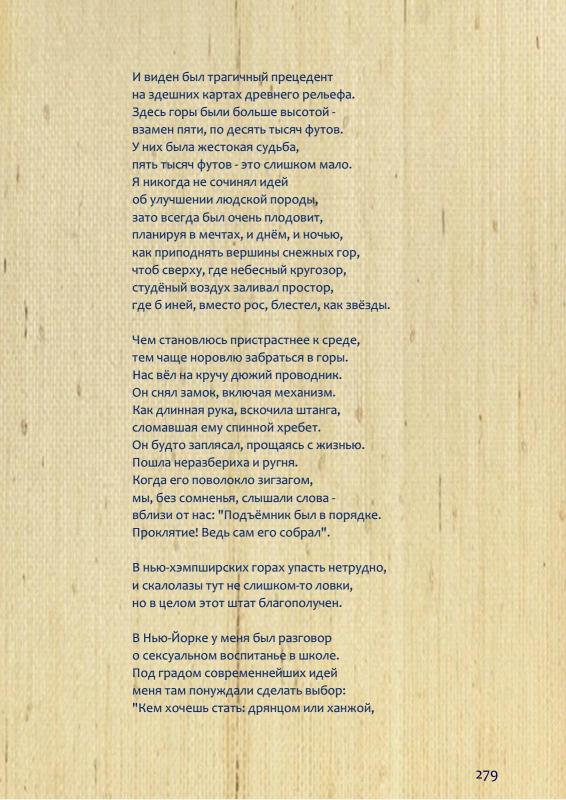 И виден был трагичный прецедент
на здешних картах древнего рельефа.
Здесь горы были больше высотой -
взамен пяти, по десять тысяч футов.
У них была жестокая судьба,
пять тысяч футов - это слишком мало.
Я никогда не сочинял идей
об улучшении людской породы,
зато всегда был очень плодовит,
планируя в мечтах, и днём, и ночью,
как приподнять вершины снежных гор,
чтоб сверху, где небесный кругозор,
студёный воздух заливал простор,
где б иней, вместо рос, блестел, как звёзды.

Чем становлюсь пристрастнее к среде,
тем чаще норовлю забраться в горы.
Нас вёл на кручу дюжий проводник.
Он снял замок, включая механизм.
Как длинная рука, вскочила штанга,
сломавшая ему спинной хребет.
Он будто заплясал, прощаясь с жизнью.
Пошла неразбериха и ругня.
Когда его поволокло зигзагом,
мы, без сомненья, слышали слова -
вблизи от нас: "Подъёмник был в порядке.
Проклятие! Ведь сам его собрал".

В нью-хэмпширских горах упасть нетрудно,
и скалолазы тут не слишком-то ловки,
но в целом этот штат благополучен.

В Нью-Йорке у меня был разговор
о сексуальном воспитанье в школе.
Под градом современнейших идей
меня там понуждали сделать выбор:
"Кем хочешь стать: дрянцом или ханжой,
279